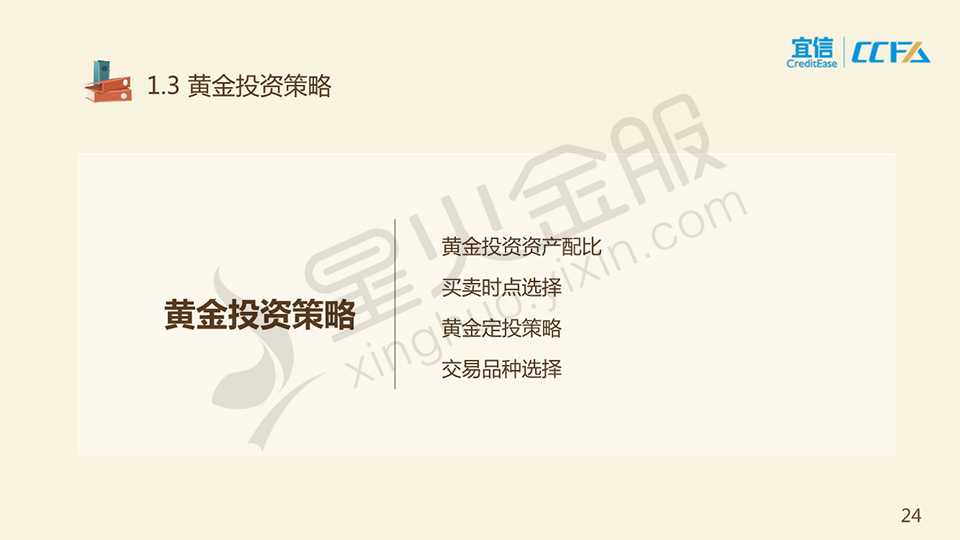 宜信
CreditEase
CCFA
1.3 黄金投资策略
星火金服
xinghuo.yixin.com
黄金投资策略
黄金投资资产配比
买卖时点选择
黄金定投策略
交易品种选择
24